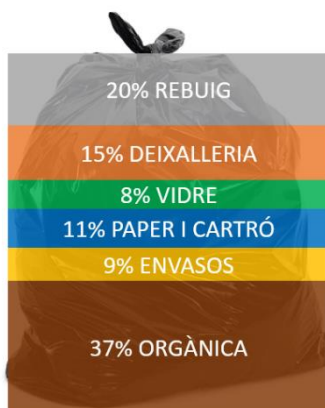 20% REBUIG
15% DEIXALLERIA
8% VIDRE
11% PAPER I CARTRÓ
9% ENVASOS
37% ORGÀNICA